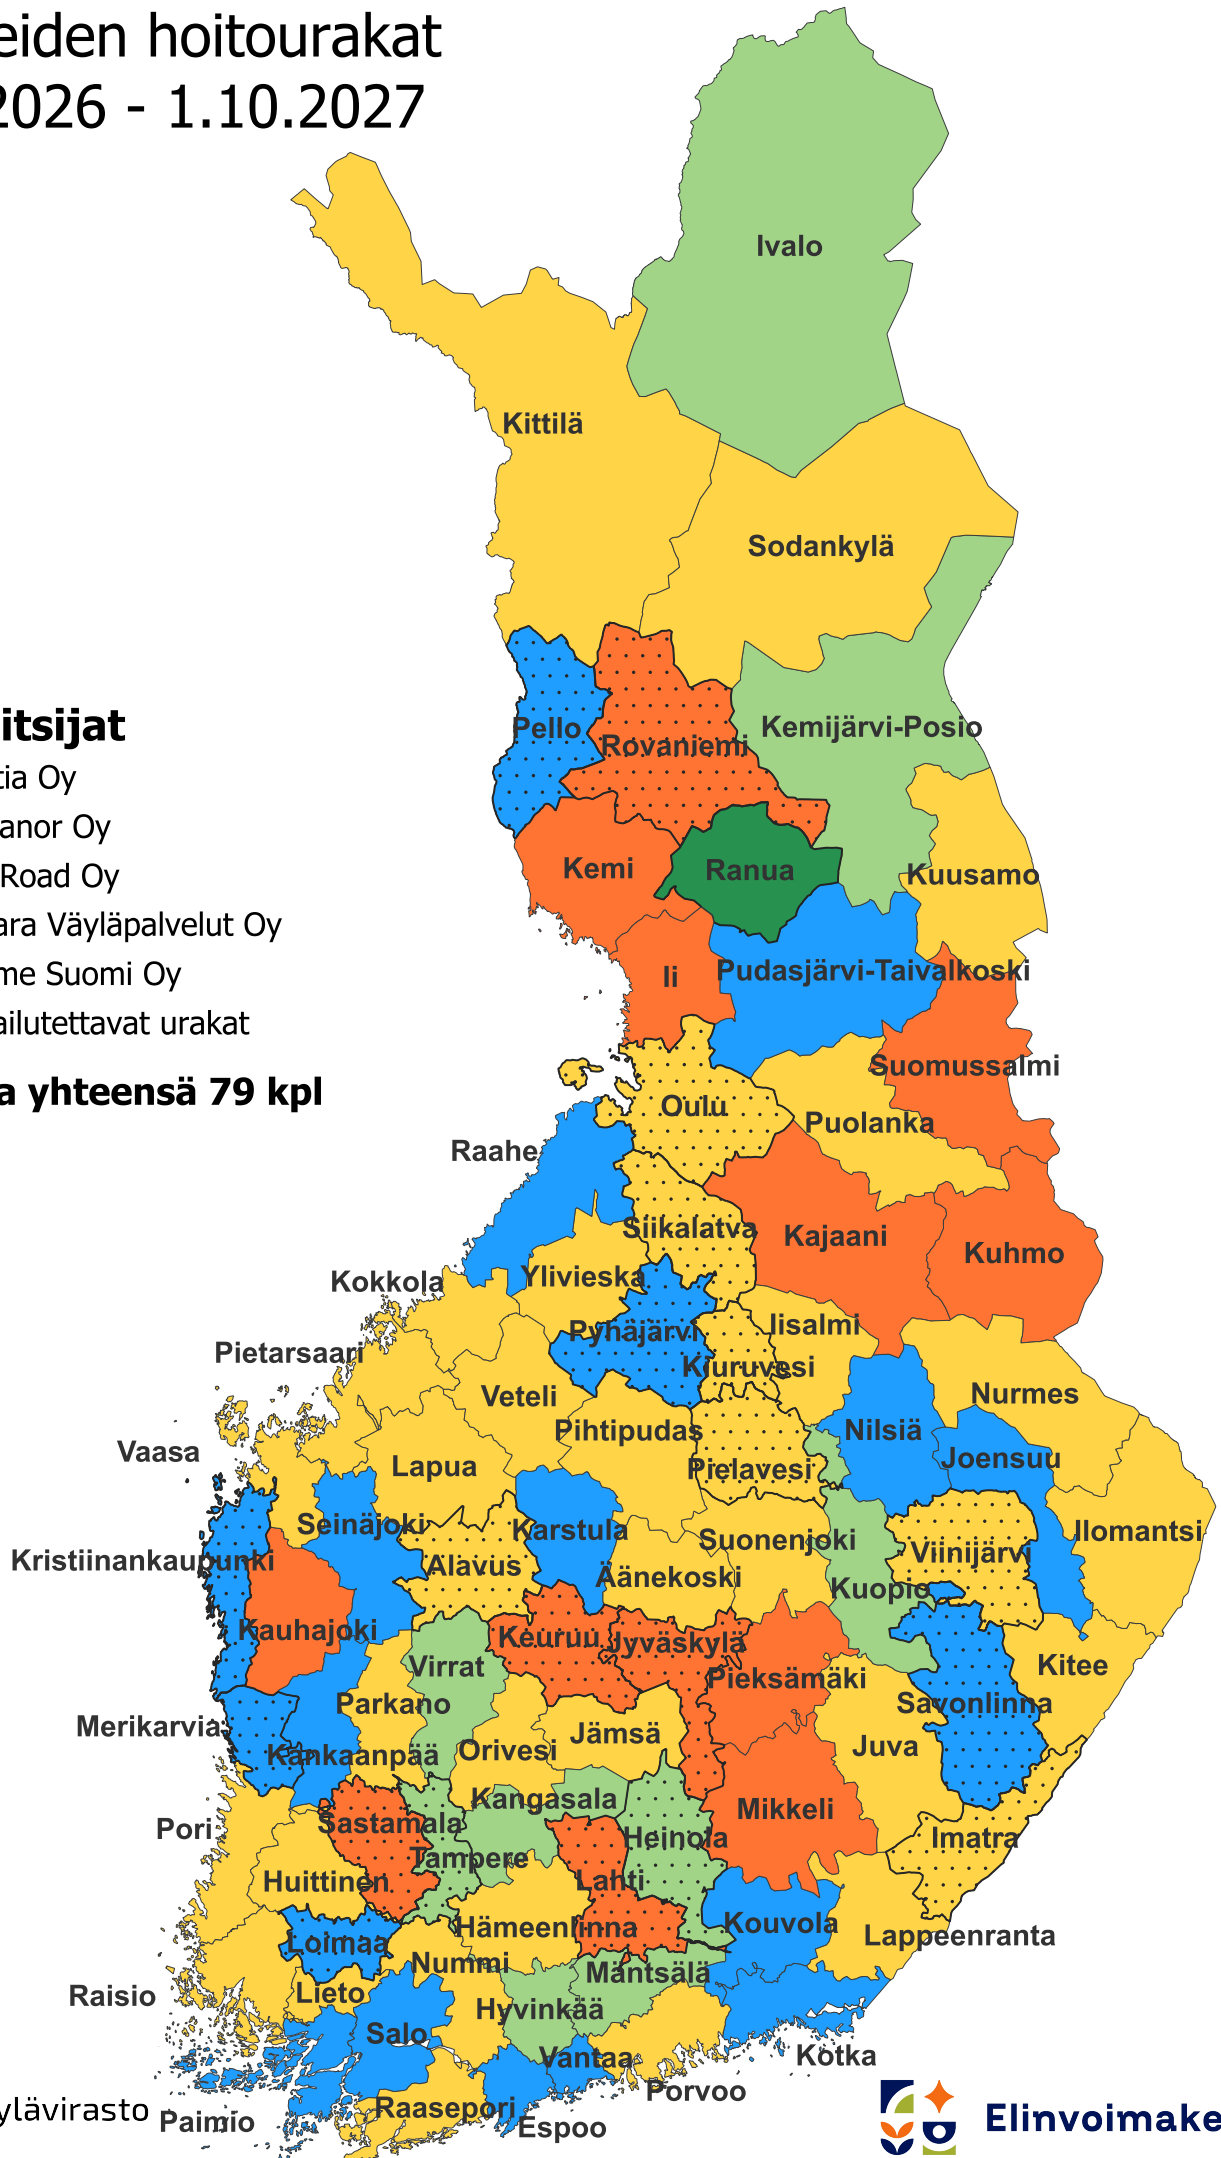 eiden hoitourakat
2026 - 1.10.2027
Ivalo
Kittilä
Sodankylä
itsijat
tia Oy
anor Oy
Road Oy
ara Väyläpalvelut Oy
me Suomi Oy
ailutettavat urakat
a yhteensä 79 kpl
Pello
Rovaniemi
Kemijärvi-Posio
Kemi
Ranua
Kuusamo
Ii
Pudasjärvi-Taivalkoski
Suomussalmi
Oulu
Puolanka
Raahe
Siikalatva
Kajaani
Kuhmo
Kokkola
Ylivieska
Pyhäjärvi
Iisalmi
Pietarsaari
Kiuruvesi
Veteli
Nurmes
Pihtipudas
Nilsiä
Vaasa
Lapua
Pielavesi
Joensuu
Seinäjoki
Karstula
Suonenjoki
Ilomantsi
Kristiinankaupunki
Alavus
Viinijärvi
Äänekoski
Kuopio
Kauhajoki
Keuruu
Jyväskylä
Virrat
Pieksämäki
Kitee
Parkano
Savonlinna
Merikarvia
Jämsä
Kankaanpää
Orivesi
Juva
Kangasala
Mikkeli
Pori
Sastamala
Heinola
Imatra
Tampere
Huittinen
Lahti
Hämeenlinna
Kouvola
Loimaa
Lappeenranta
Nummi
Mäntsälä
Raisio
Lieto
Hyvinkää
Salo
Vantaa
Kotka
Porvoo
ylävirasto
Paimio
Raasepori
Espoo
Elinvoimake